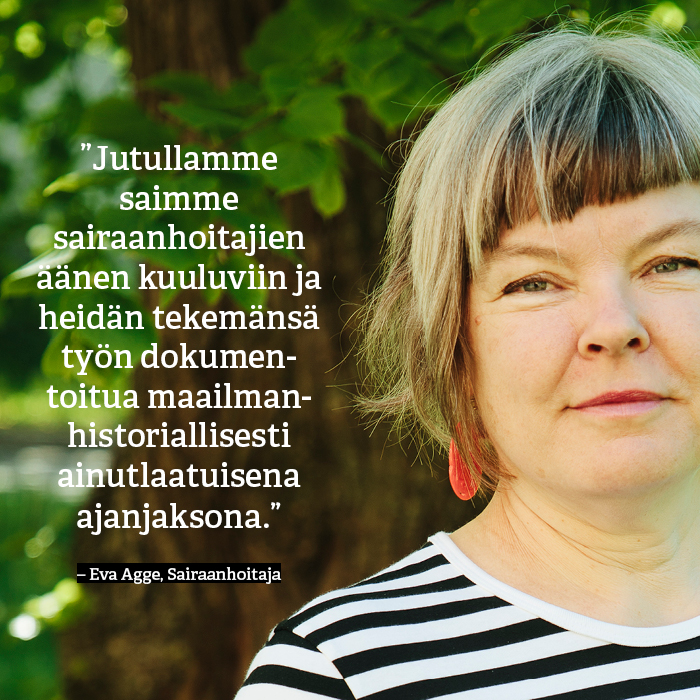 ”Jutullamme
saimme
sairaanhoitajien
äänen kuuluviin ja
heidän tekemänsä
työn dokumen-
toitua maailman-
historiallisesti
ainutlaatuisena
ajanjaksona.”
– Eva Agge, Sairaanhoitaja